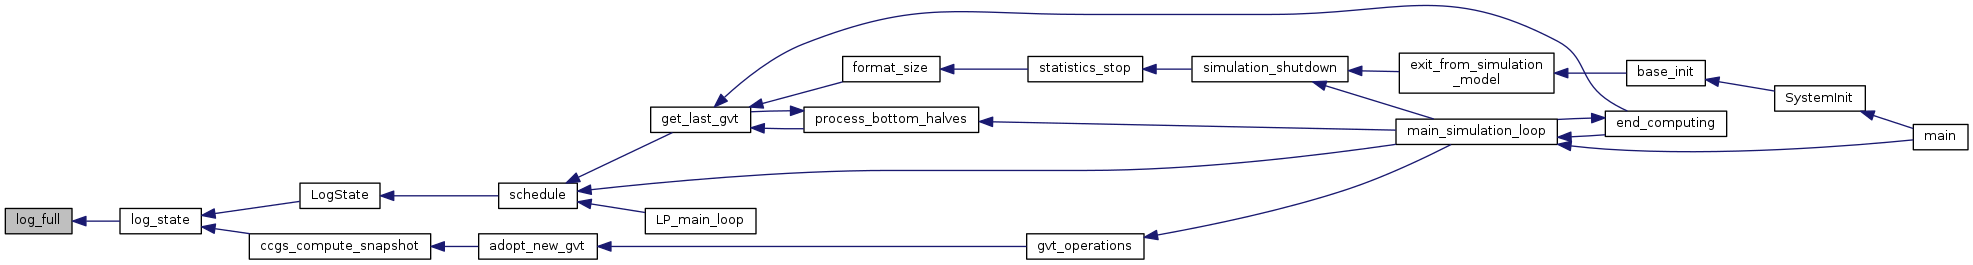 log_full
log_state
LogState
ccgs_compute_snapshot
schedule
adopt_new_gvt
get_last_gvt
LP_main_loop
format_size
process_bottom_halves
statistics_stop
gvt_operations
simulation_shutdown
exit_from_simulation
_model
main_simulation_loop
base_init
end_computing
SystemInit
main